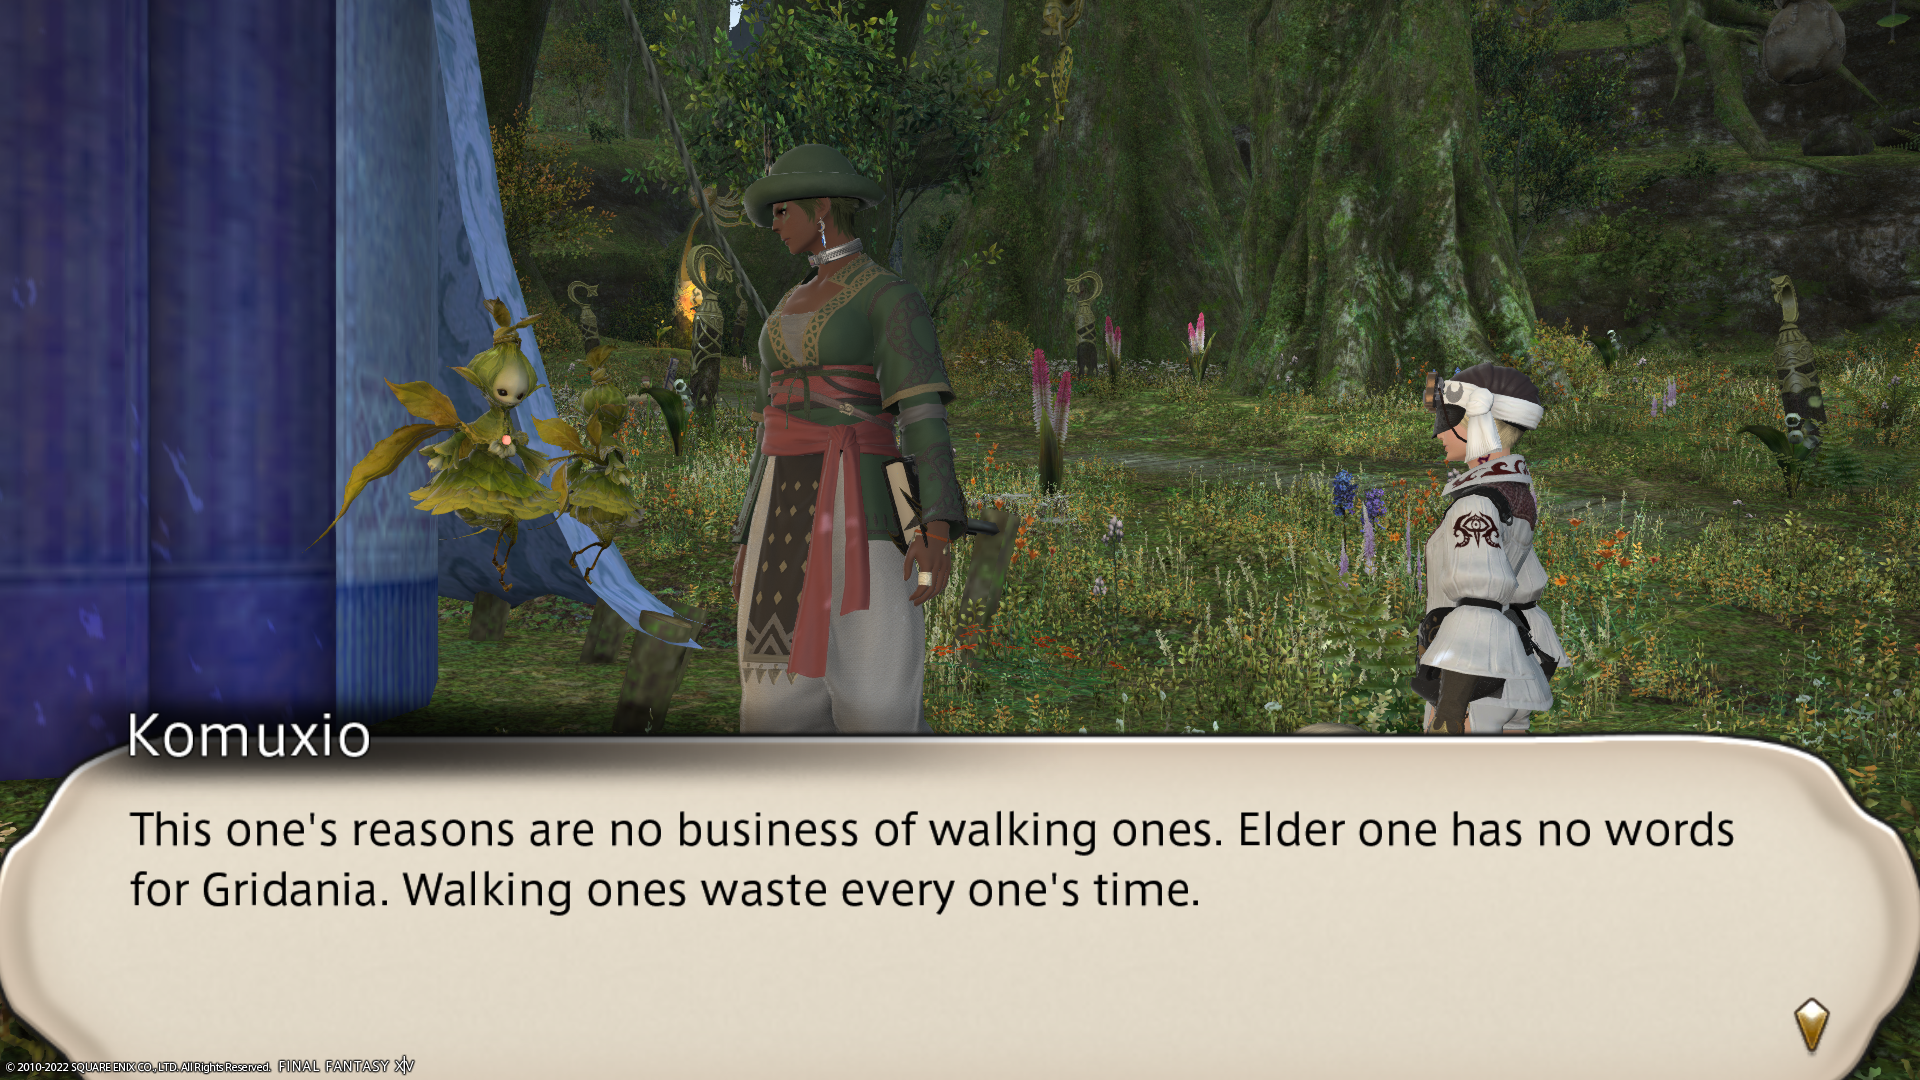 Komuxio
This one's reasons are no business of walking ones. Elder one has no words
for Gridania. Walking ones waste every one's time.
© 2010-2022 SQUARE ENIX CO., LTD. All Rights Reserved. FINAL FANTASY XIV